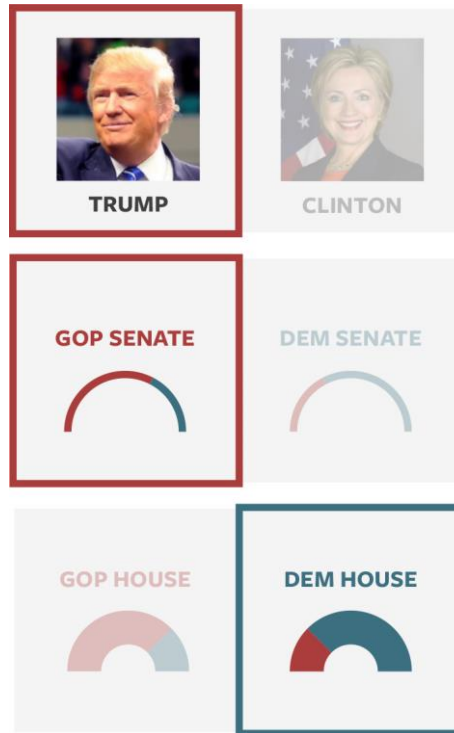 TRUMP
CLINTON
GOP SENATE
DEM SENATE
GOP HOUSE
DEM HOUSE